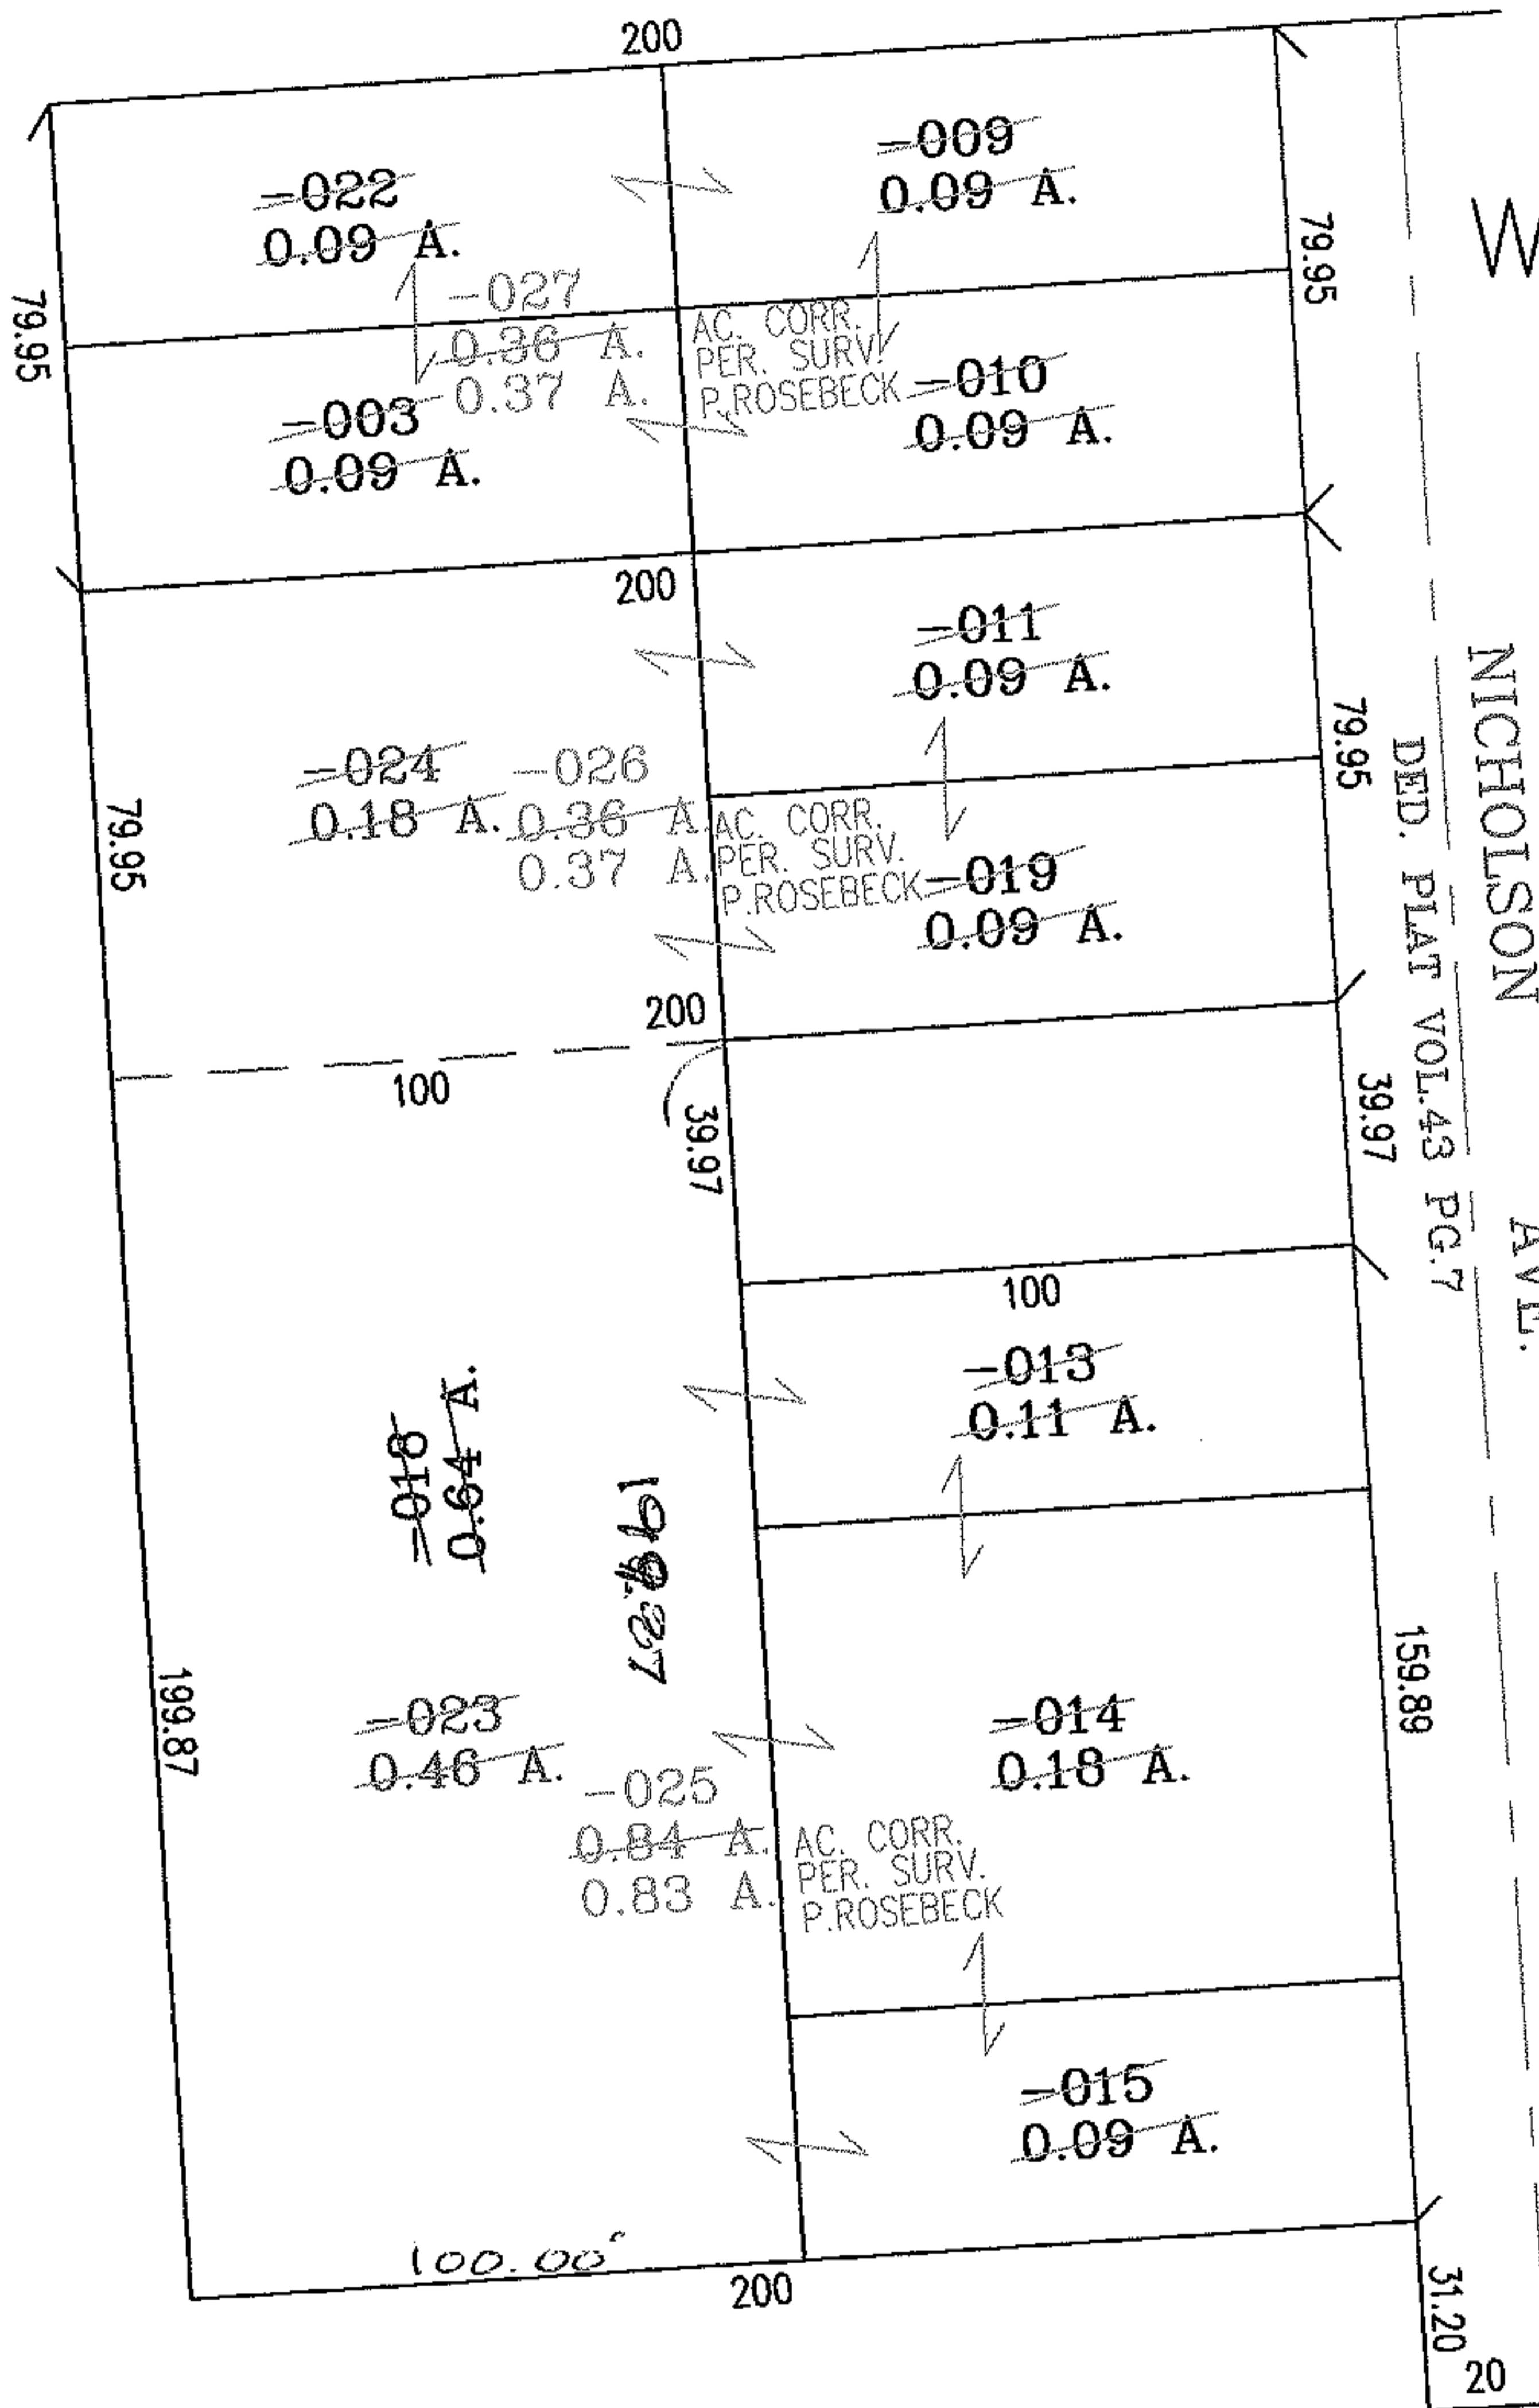 200
-009
0.09 A.
-022
0.09 A.
79.95
W
79.95
-027
0.36 A.
0.37 A.
AC. CORR.
PER. SURV.
P.ROSEBECK
-010
0.09 A.
-003
0.09 A.
200
-011
0.09 A.
79.95
NICHOLSON AVE.
DED. PLAT VOL.43 PG.7
-024
0.18 A.
-026
0.36 A.
0.37 A.
AC. CORR.
PER. SURV.
P.ROSEBECK
-019
0.09 A.
79.95
200
100
39.97
39.97
100
-013
0.11 A.
-018
0.64 A.
159.89
199.87
-023
0.46 A.
-014
0.18 A.
-025
0.84 A.
0.83 A.
AC. CORR.
PER. SURV.
P.ROSEBECK
-015
0.09 A.
100.00'
200
31.20
20